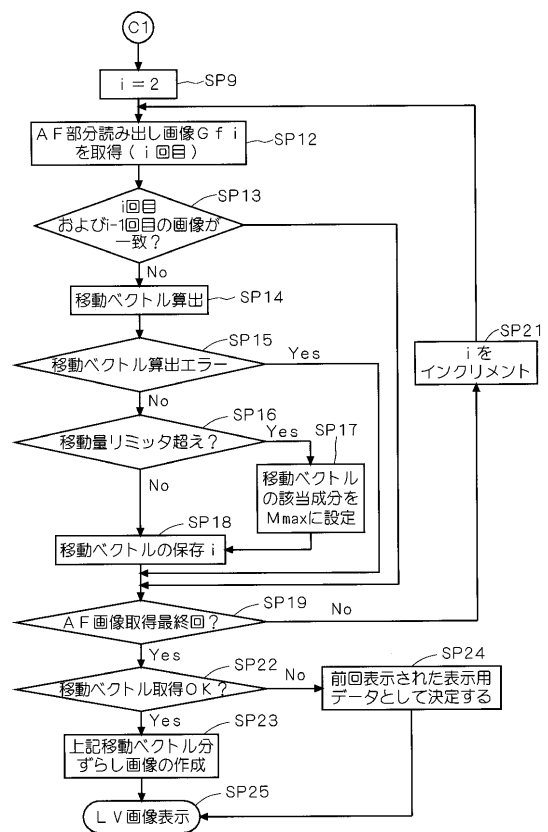 C1
i＝2
SP9
AF部分読み出し画像Gfi
を取得（i回目）
SP12
i回目
およびi-1回目の画像が
一致？
SP13
No
移動ベクトル算出
SP14
移動ベクトル算出エラー
SP15
Yes
No
移動量リミッタ超え？
SP16
Yes
No
移動ベクトル
の該当成分を
Mmaxに設定
SP17
移動ベクトルの保存i
SP18
AF画像取得最終回？
SP19
No
Yes
iを
インクリメント
SP21
移動ベクトル取得OK？
SP22
No
Yes
上記移動ベクトル分
ずらし画像の作成
SP23
前回表示された表示用
データとして決定する
SP24
LV画像表示
SP25